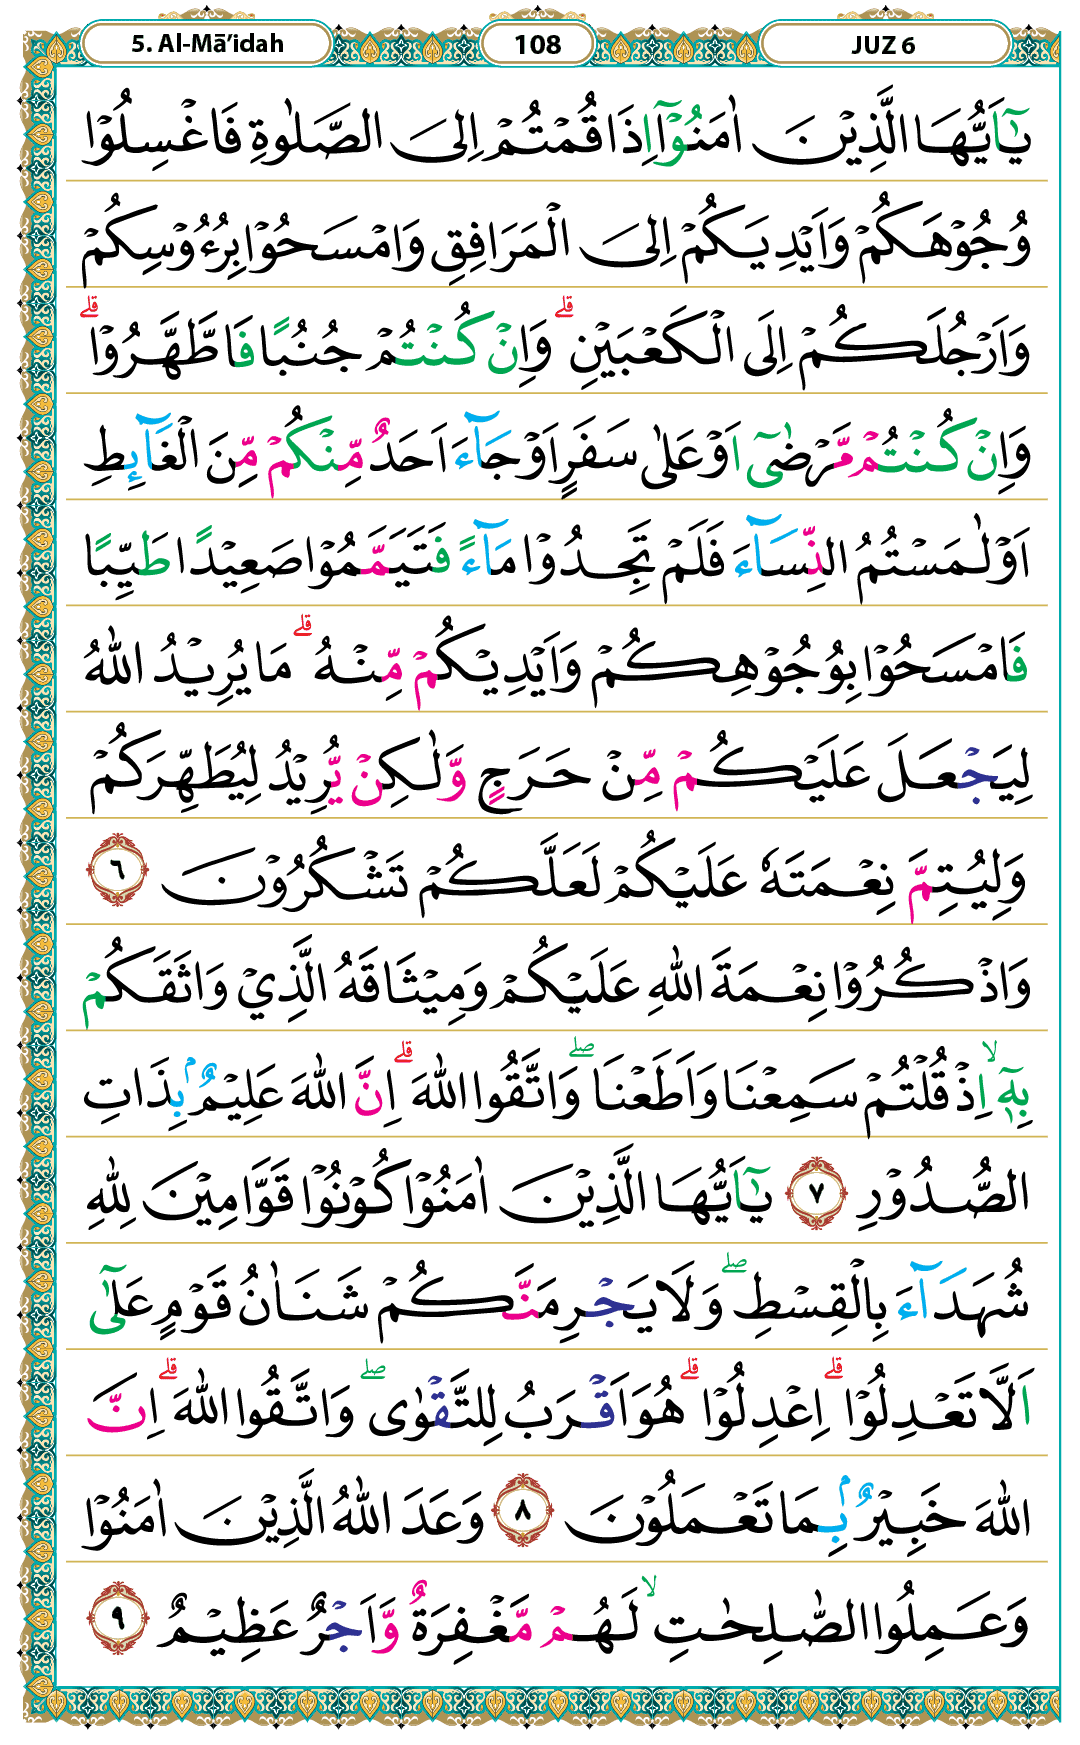 5. Al-Mā’idah 108 JUZ 6
يٰٓاَيُّهَا الَّذِيْنَ اٰمَنُوْٓا اِذَا قُمْتُمْ اِلَى الصَّلٰوةِ فَاغْسِلُوْا
وُجُوْهَكُمْ وَاَيْدِيَكُمْ اِلَى الْمَرَافِقِ وَامْسَحُوْا بِرُءُوْسِكُمْ
وَاَرْجُلَكُمْ اِلَى الْكَعْبَيْنِۗ وَاِنْ كُنْتُمْ جُنُبًا فَاطَّهَّرُوْاۗ
وَاِنْ كُنْتُمْ مَّرْضٰىٓ اَوْ عَلٰى سَفَرٍ اَوْ جَاۤءَ اَحَدٌ مِّنْكُمْ مِّنَ الْغَاۤىِٕطِ
اَوْ لٰمَسْتُمُ النِّسَاۤءَ فَلَمْ تَجِدُوْا مَاۤءً فَتَيَمَّمُوْا صَعِيْدًا طَيِّبًا
فَامْسَحُوْا بِوُجُوْهِكُمْ وَاَيْدِيْكُمْ مِّنْهُۗ مَا يُرِيْدُ اللّٰهُ
لِيَجْعَلَ عَلَيْكُمْ مِّنْ حَرَجٍ وَّلٰكِنْ يُّرِيْدُ لِيُطَهِّرَكُمْ
وَلِيُتِمَّ نِعْمَتَهٗ عَلَيْكُمْ لَعَلَّكُمْ تَشْكُرُوْنَ ٦
وَاذْكُرُوْا نِعْمَةَ اللّٰهِ عَلَيْكُمْ وَمِيْثَاقَهُ الَّذِيْ وَاثَقَكُمْ
بِهٖٓ ۙاِذْ قُلْتُمْ سَمِعْنَا وَاَطَعْنَا ۖوَاتَّقُوا اللّٰهَ ۗاِنَّ اللّٰهَ عَلِيْمٌ ۢبِذَاتِ
الصُّدُوْرِ ٧ يٰٓاَيُّهَا الَّذِيْنَ اٰمَنُوْا كُوْنُوْا قَوَّامِيْنَ لِلّٰهِ
شُهَدَاۤءَ بِالْقِسْطِۖ وَلَا يَجْرِمَنَّكُمْ شَنَاٰنُ قَوْمٍ عَلٰٓى
اَلَّا تَعْدِلُوْاۗ اِعْدِلُوْاۗ هُوَ اَقْرَبُ لِلتَّقْوٰىۖ وَاتَّقُوا اللّٰهَۗ اِنَّ
اللّٰهَ خَبِيْرٌۢ بِمَا تَعْمَلُوْنَ ٨ وَعَدَ اللّٰهُ الَّذِيْنَ اٰمَنُوْا
وَعَمِلُوا الصّٰلِحٰتِۙ لَهُمْ مَّغْفِرَةٌ وَّاَجْرٌ عَظِيْمٌ ٩